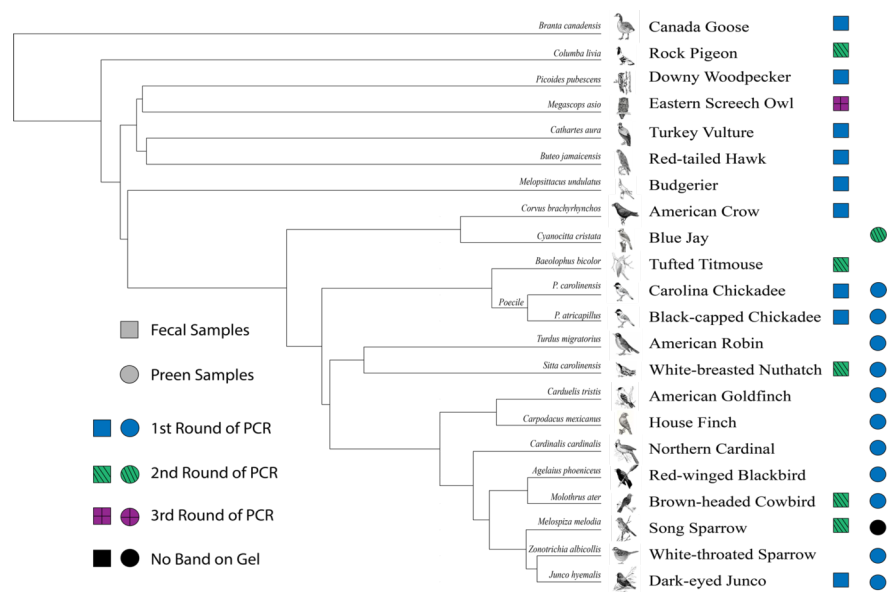 Branta canadensis Canada Goose
Columba livia Rock Pigeon
Picoides pubescens Downy Woodpecker
Megascops asio Eastern Screech Owl
Cathartes aura Turkey Vulture
Buteo jamaicensis Red-tailed Hawk
Melopsittacus undulatus Budgerier
Corvus brachyrhynchos American Crow
Cyanocitta cristata Blue Jay
Baeolophus bicolor Tufted Titmouse
P. carolinensis Carolina Chickadee
Poecile
P. atricapillus Black-capped Chickadee
Turdus migratorius American Robin
Sitta carolinensis White-breasted Nuthatch
Carduelis tristis American Goldfinch
Carpodacus mexicanus House Finch
Cardinalis cardinalis Northern Cardinal
Agelaius phoeniceus Red-winged Blackbird
Molothrus ater Brown-headed Cowbird
Melospiza melodia Song Sparrow
Zonotrichia albicollis White-throated Sparrow
Junco hyemalis Dark-eyed Junco
Fecal Samples
Preen Samples
1st Round of PCR
2nd Round of PCR
3rd Round of PCR
No Band on Gel